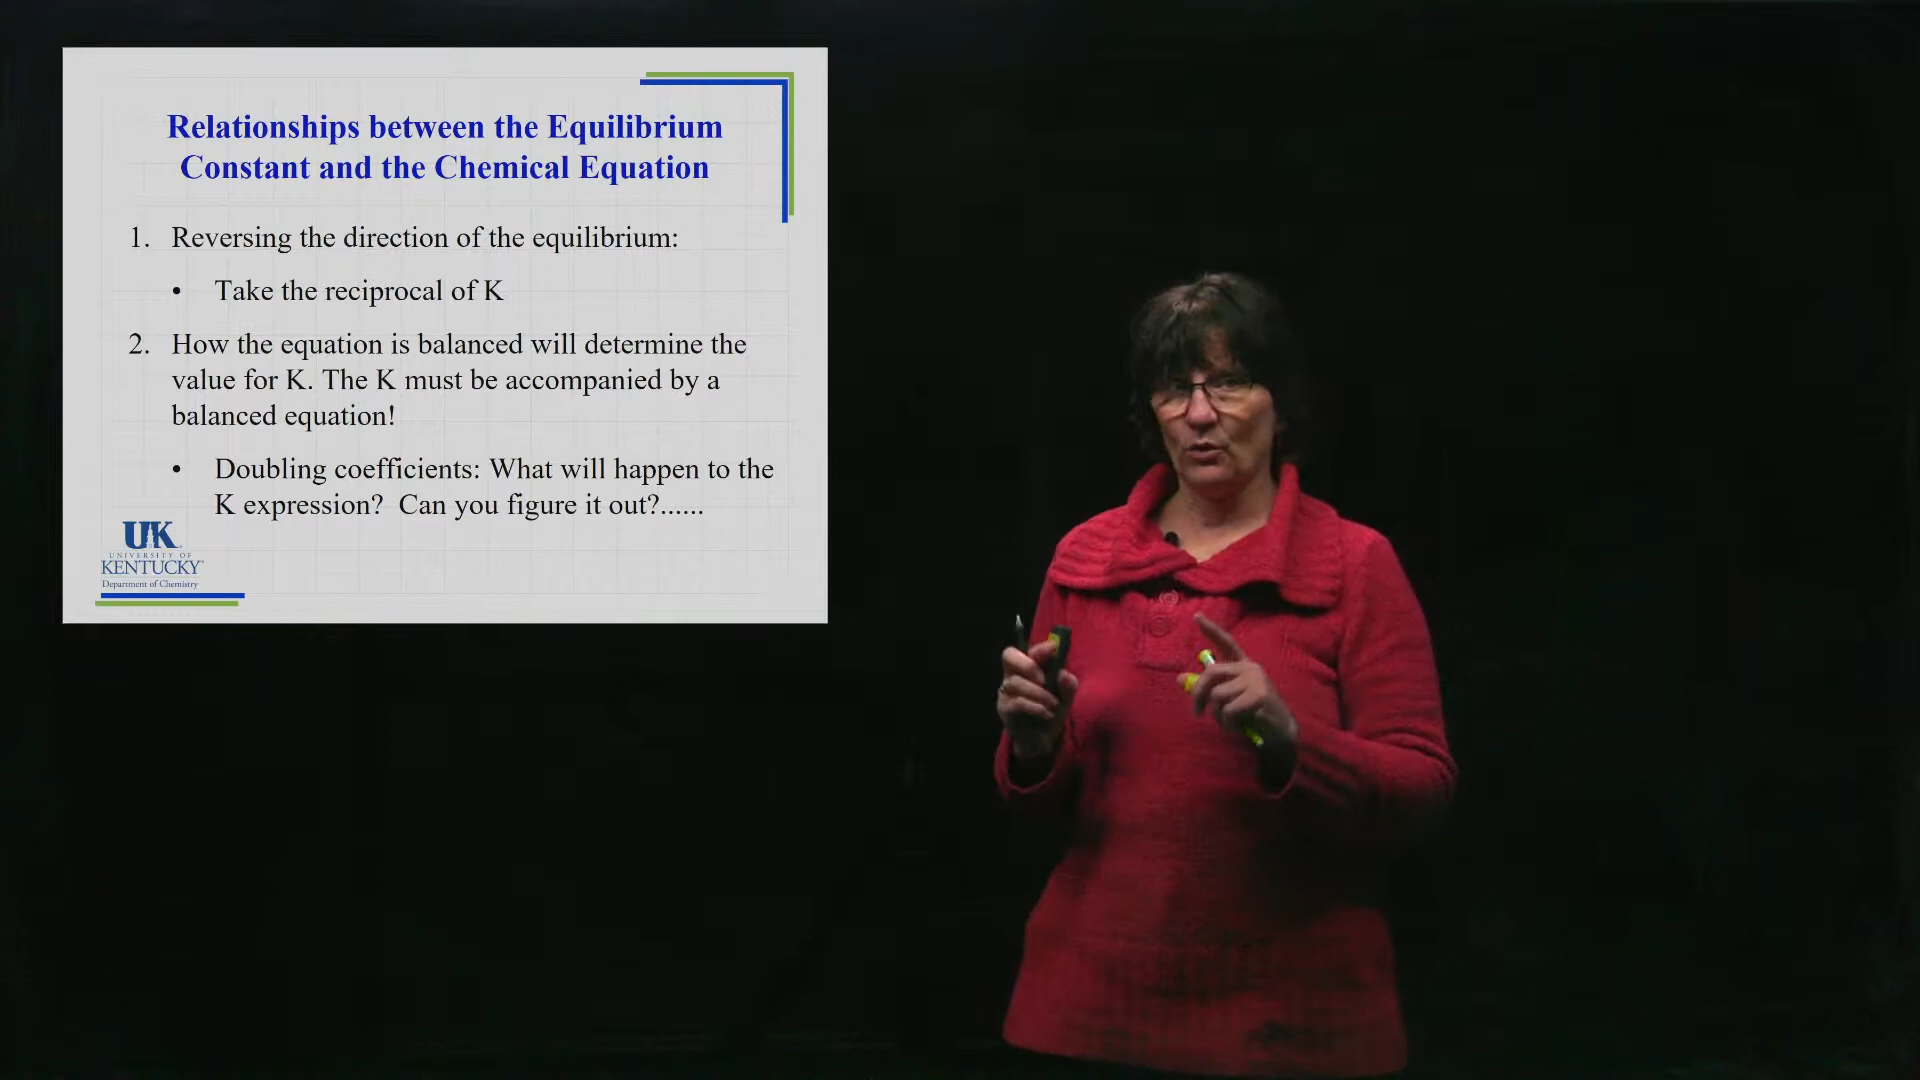 Relationships between the Equilibrium
Constant and the Chemical Equation
1. Reversing the direction of the equilibrium:
• Take the reciprocal of K
2. How the equation is balanced will determine the
value for K. The K must be accompanied by a
balanced equation!
• Doubling coefficients: What will happen to the
K expression?  Can you figure it out?......
UK
UNIVERSITY OF
KENTUCKY
Department of Chemistry